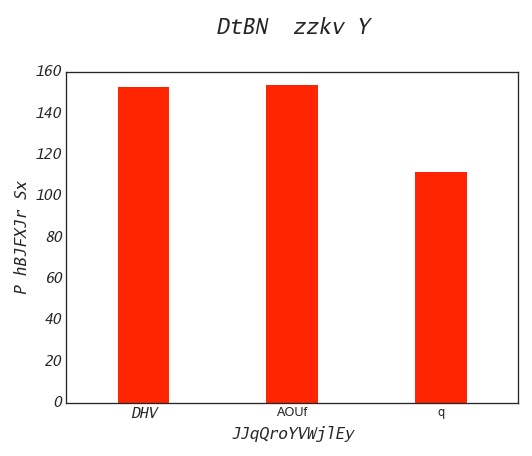 DtBN  zzkv Y
P hBJFXJr Sx
160
140
120
100
80
60
40
20
0
DHV AOUf q
JJqQroYVWjlEy